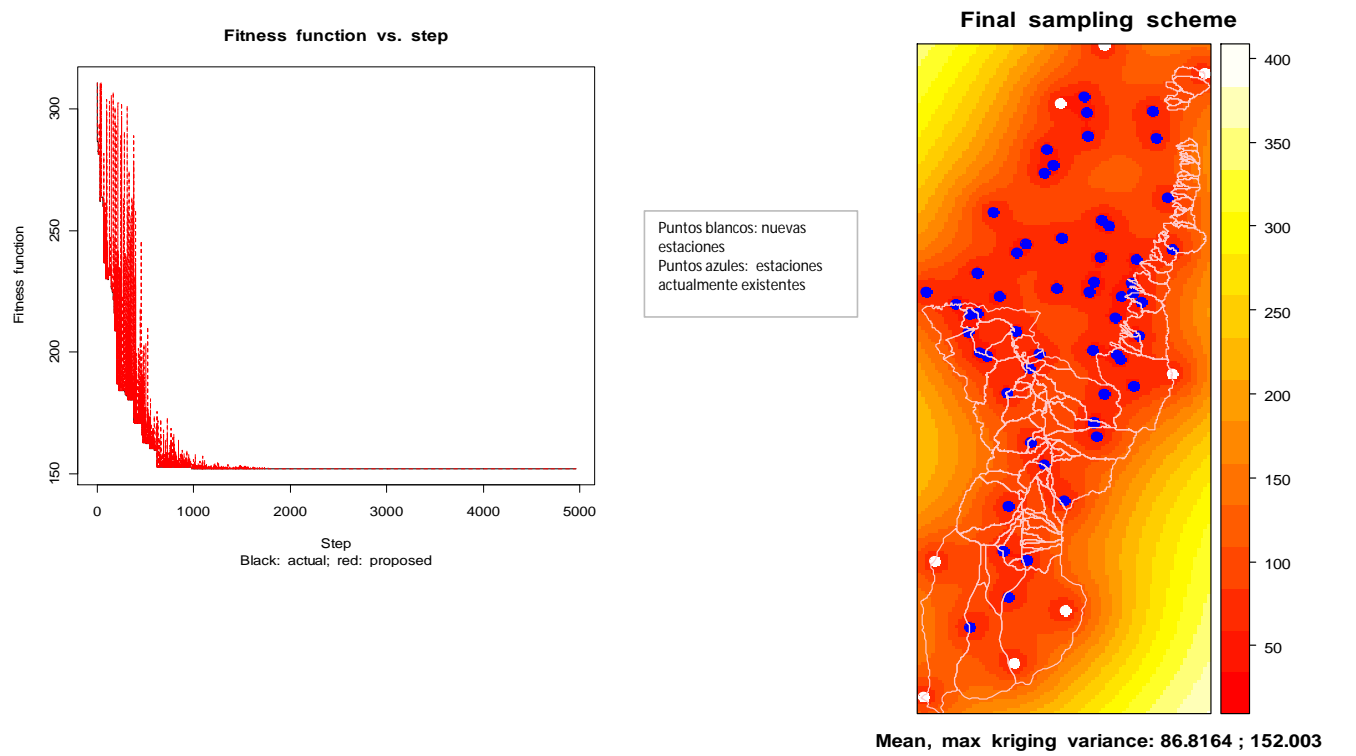 Fitness function vs. step
Fitness function
300
250
200
150
0
1000
2000
3000
4000
5000
Step
Black: actual; red: proposed
Puntos blancos: nuevas
estaciones
Puntos azules: estaciones
actualmente existentes
Final sampling scheme
400
350
300
250
200
150
100
50
Mean, max kriging variance: 86.8164 ; 152.003